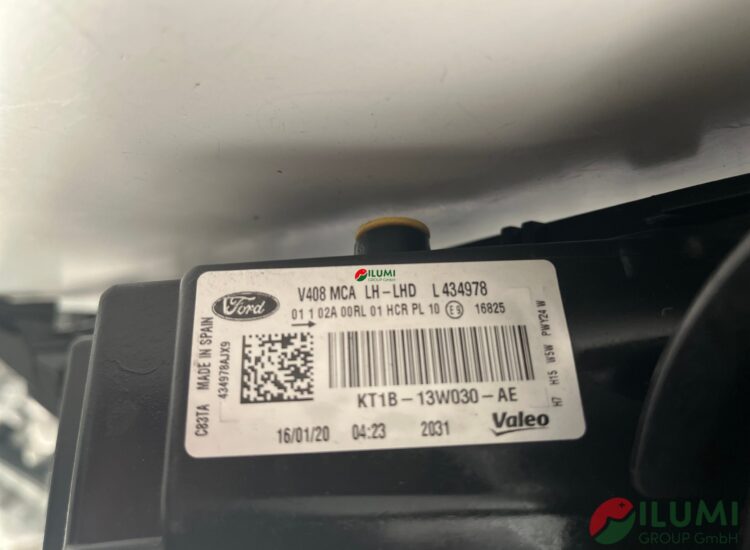 ILUMI
GROUP GmbH
Ford
V408 MCA LH-LHD L 434978
01 1 02A 00RL 01 HCR PL 10 E9 16825
KT1B-13W030-AE
16/01/20 04:23 2031
Valeo
C83TA MADE IN SPAIN
434978AJX9
H7 H15 W5W PWY24 W
ILUMI
GROUP GmbH